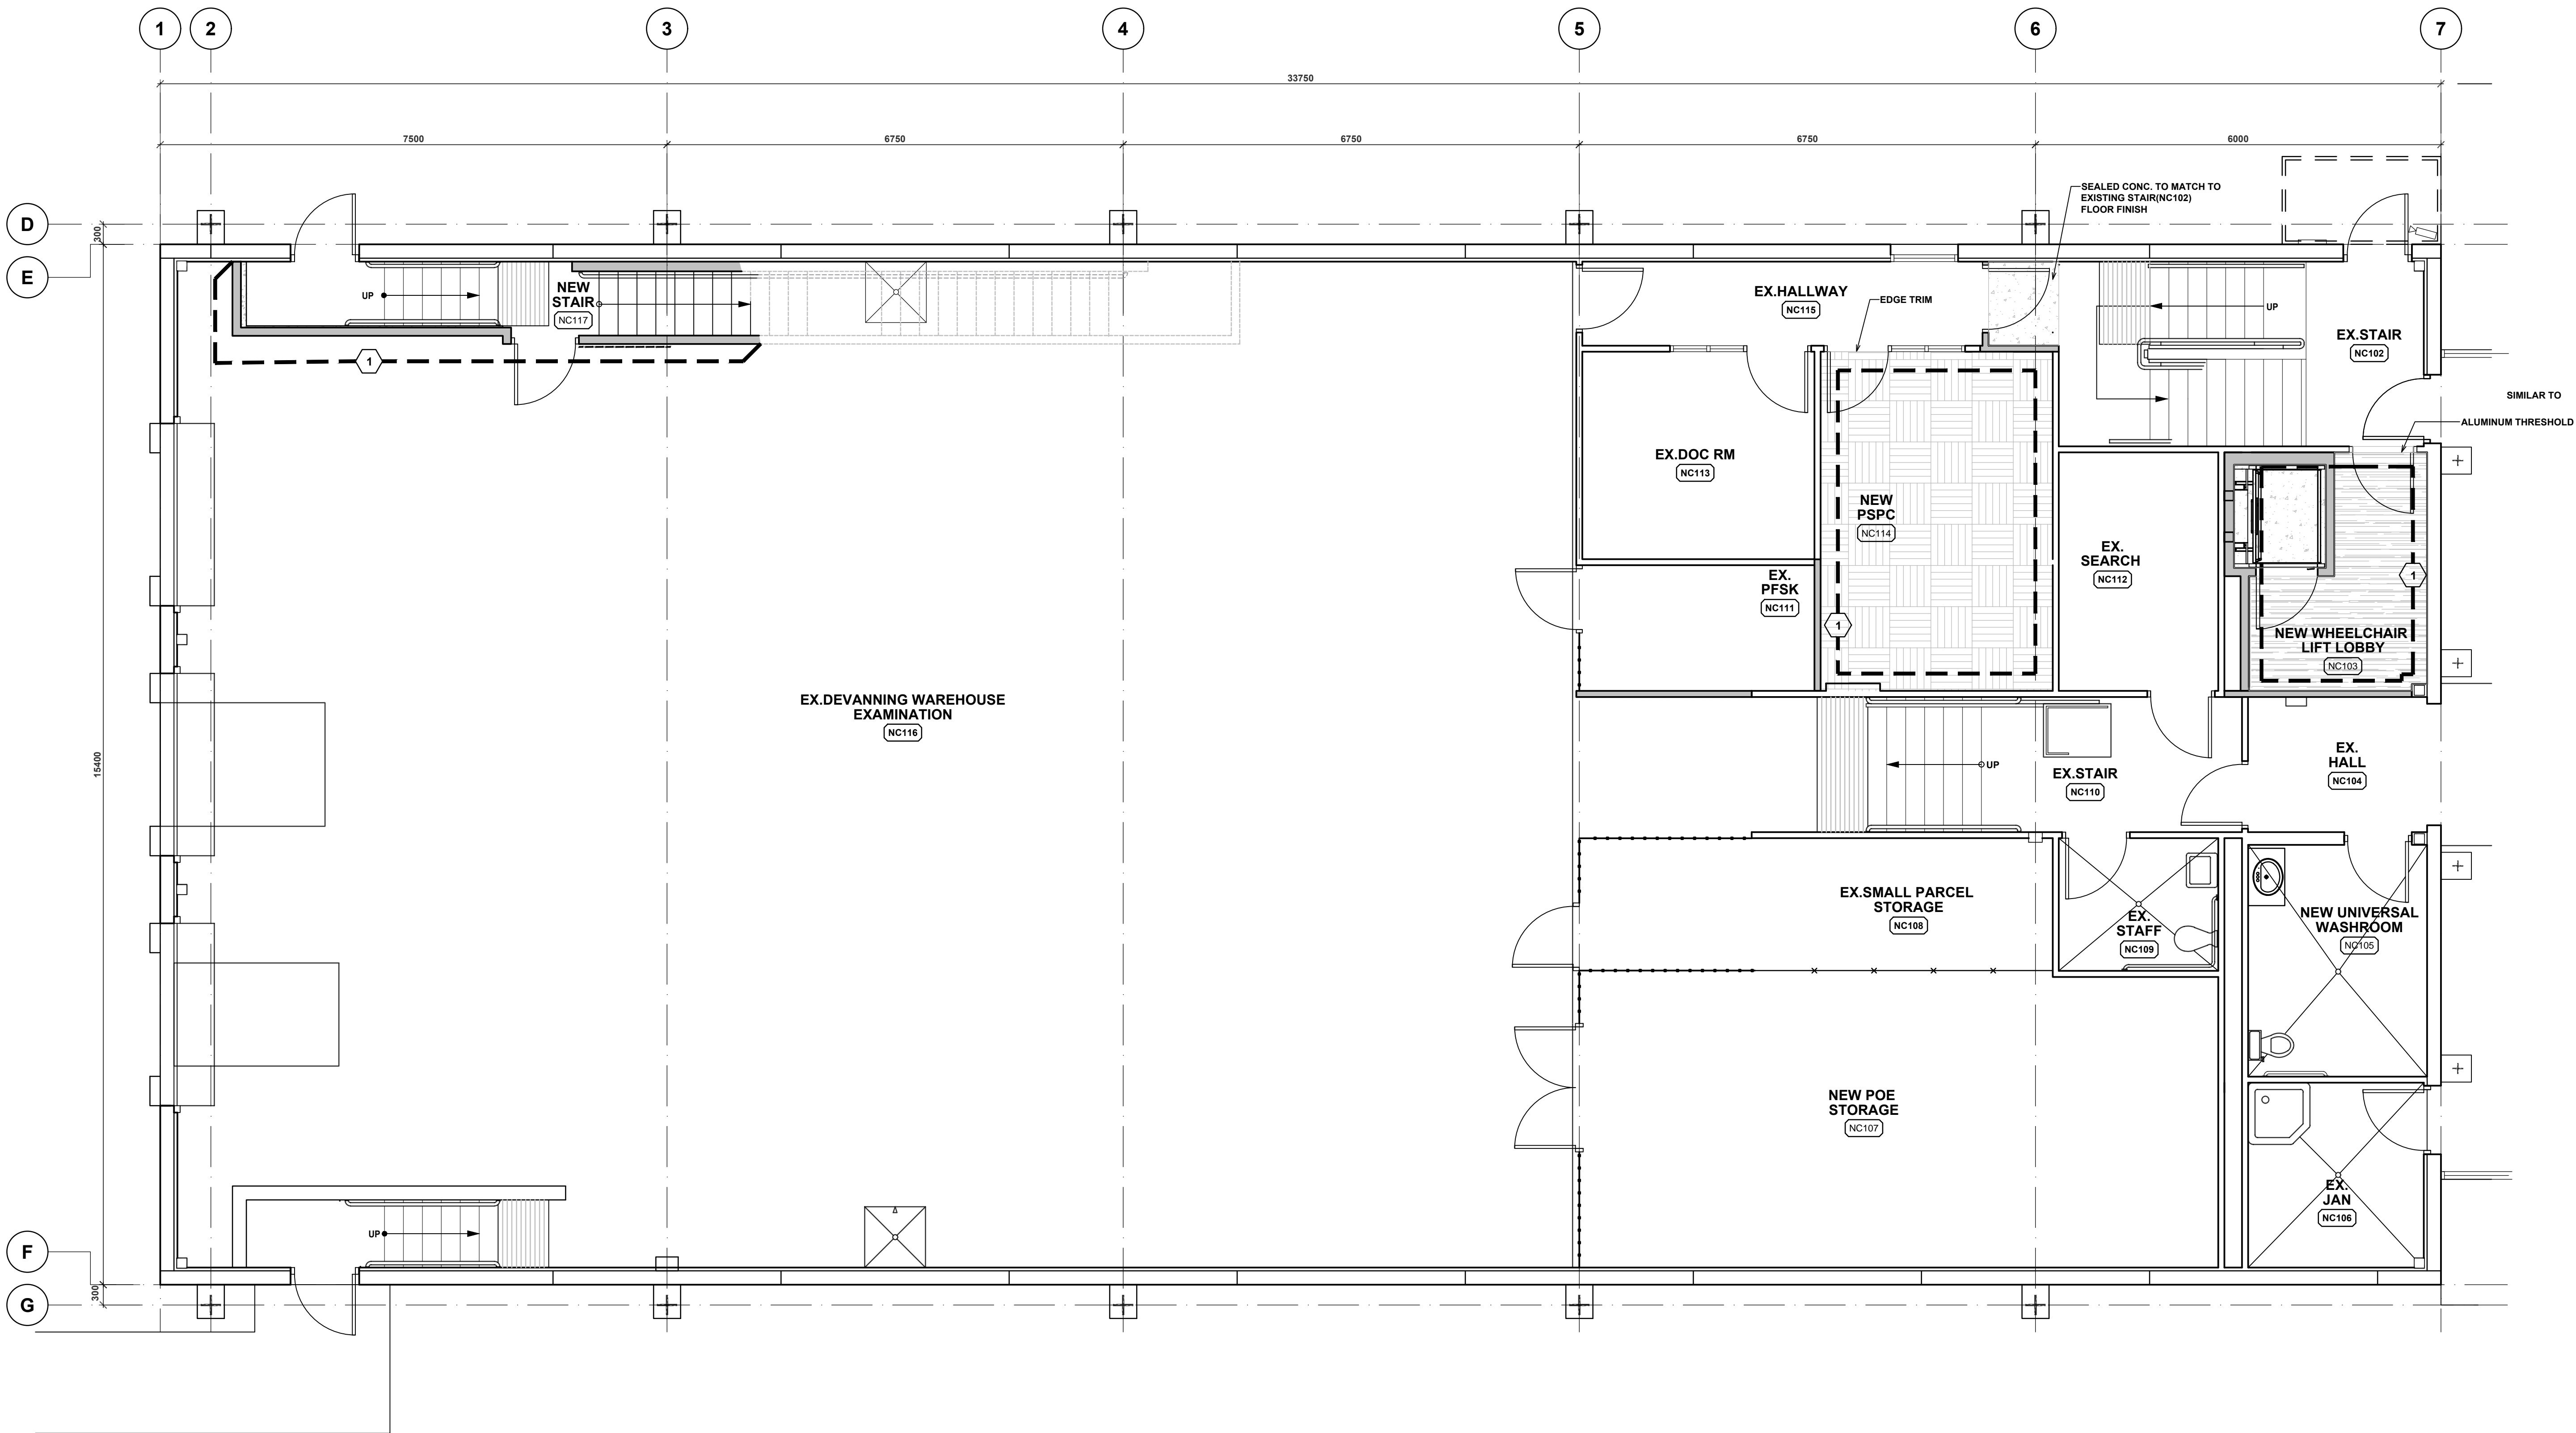 1
2
3
4
5
6
7
33750
7500
6750
6750
6750
6000
D
300
E
SEALED CONC. TO MATCH TO
EXISTING STAIR(NC102)
FLOOR FINISH
UP
NEW
STAIR
NC117
1
EX.HALLWAY
NC115
EDGE TRIM
UP
EX.STAIR
NC102
SIMILAR TO
ALUMINUM THRESHOLD
EX.DOC RM
NC113
NEW
PSPC
NC114
EX.
SEARCH
NC112
EX.
PFSK
NC111
1
1
NEW WHEELCHAIR
LIFT LOBBY
NC103
EX.DEVANNING WAREHOUSE
EXAMINATION
NC116
15400
UP
EX.STAIR
NC110
EX.
HALL
NC104
EX.SMALL PARCEL
STORAGE
NC108
EX.
STAFF
NC109
NEW UNIVERSAL
WASHROOM
NC105
NEW POE
STORAGE
NC107
EX.
JAN
NC106
UP
F
300
G